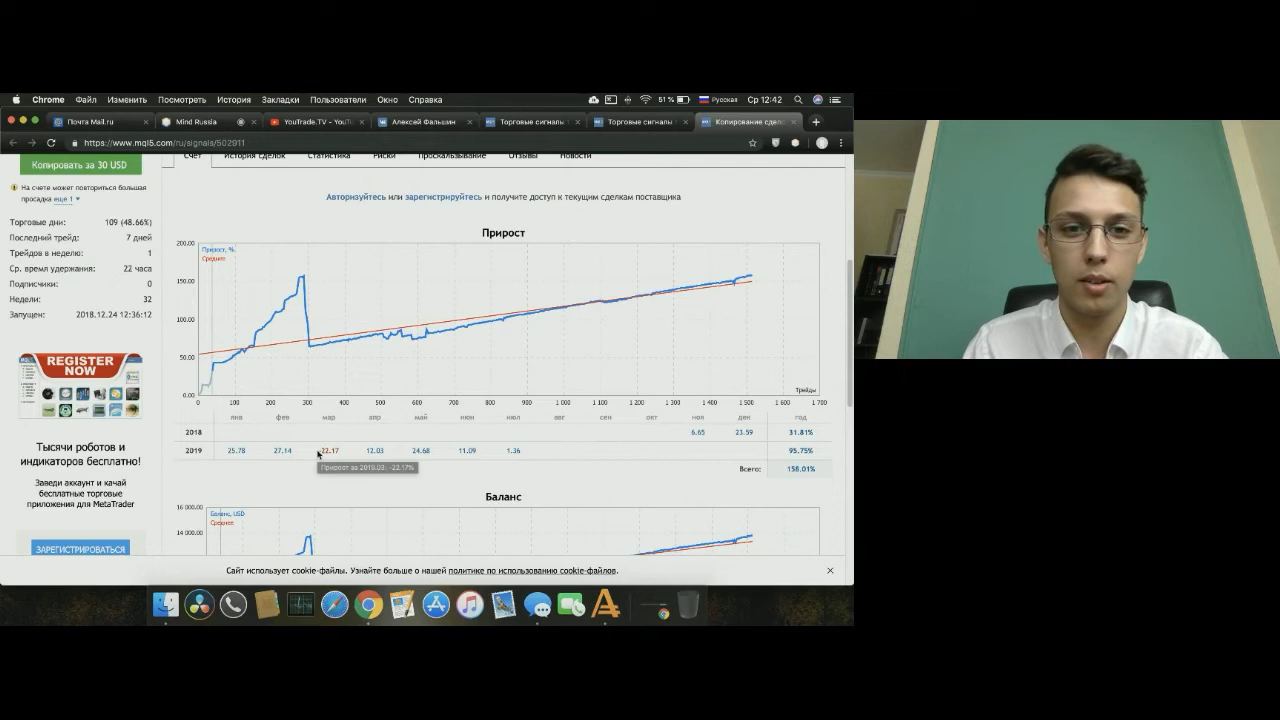 Chrome Файл Изменить Посмотреть История Закладки Пользователи Окно Справка 51 % Русская Ср 12:42
Почта Mail.ru × Mind Russia × YouTrade.TV - YouTu × Алексей Фальшин × Торговые сигналы × Торговые сигналы × Копирование сдело × +
https://www.mql5.com/ru/signals/502911
Копировать за 30 USD
Счёт История сделок Статистика Риски Проскальзывание Отзывы Новости
На счете может повториться большая
просадка еще 1
Авторизуйтесь или зарегистрируйтесь и получите доступ к текущим сделкам поставщика
Торговые дни: 109 (48.66%)
Последний трейд: 7 дней
Трейдов в неделю: 1
Ср. время удержания: 22 часа
Подписчики: 0
Недели: 32
Запущен: 2018.12.24 12:36:12
Прирост
200.00
Прирост, %
Среднее
150.00
100.00
50.00
0.00
Трейды
0 100 200 300 400 500 600 700 800 900 1 000 1 100 1 200 1 300 1 400 1 500 1 600 1 700
янв фев мар апр май июн июл авг сен окт ноя дек год
2018 6.65 23.59 31.81%
2019 25.78 27.14 22.17 12.03 24.68 11.09 1.36 95.75%
Прирост за 2019.03: -22.17%
Всего: 158.01%
REGISTER
NOW
Тысячи роботов и
индикаторов бесплатно!
Заведи аккаунт и качай
бесплатные торговые
приложения для MetaTrader
ЗАРЕГИСТРИРОВАТЬСЯ
Баланс
16 000.00
Баланс, USD
Среднее
14 000.00
Сайт использует cookie-файлы. Узнайте больше о нашей политике по использованию cookie-файлов. ×